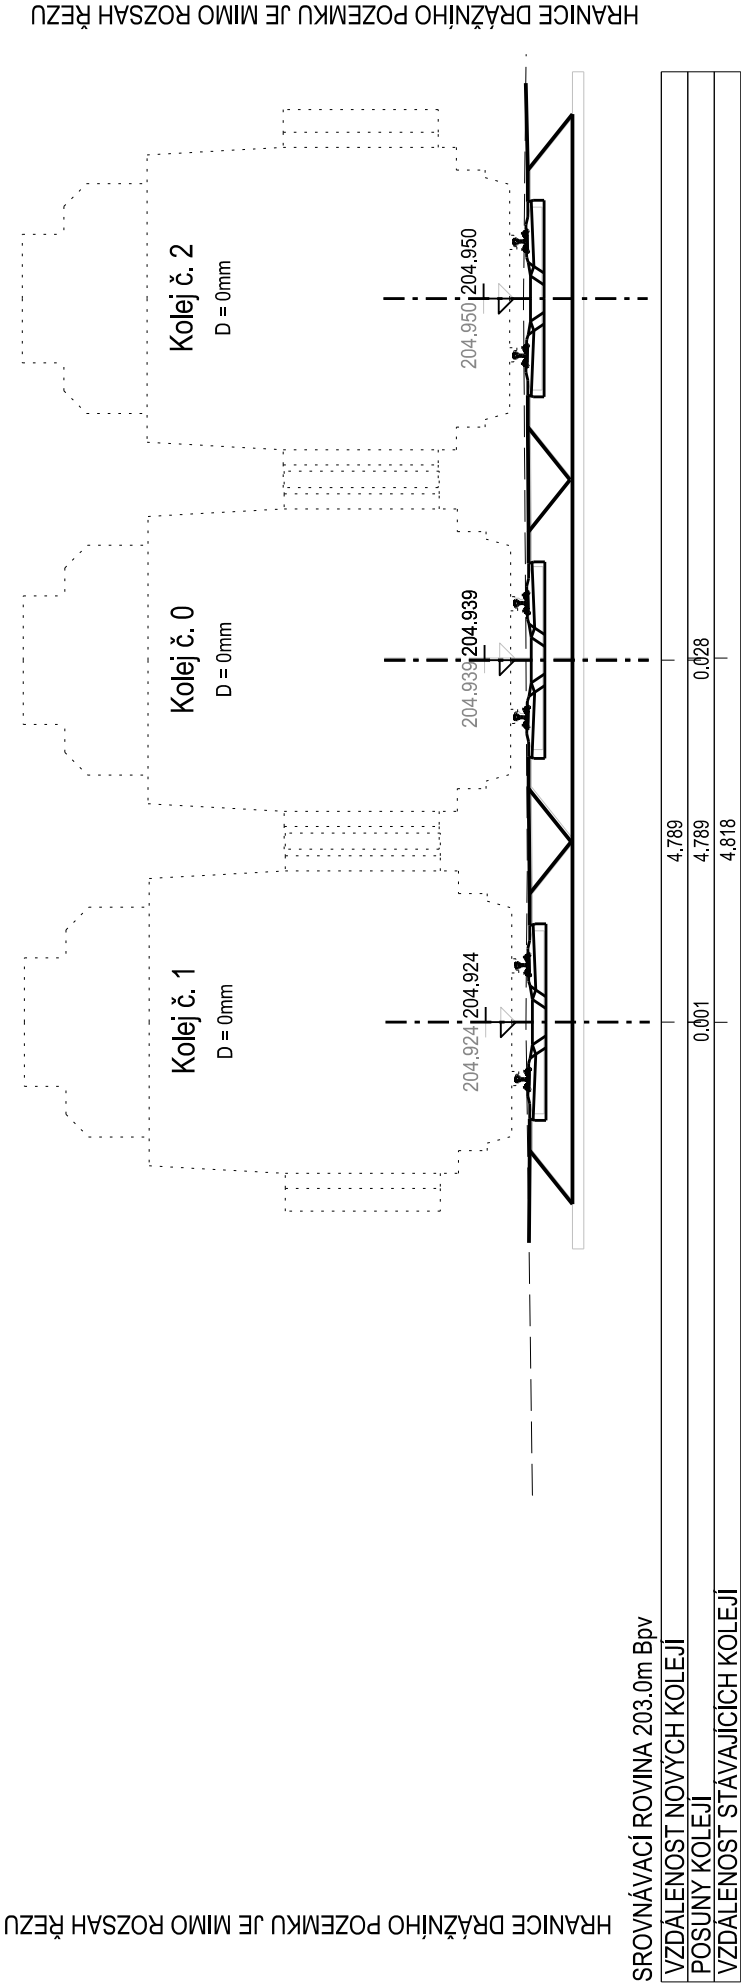 HRANICE DRÁŽNÍHO POZEMKU JE MIMO ROZSAH ŘEZU
Kolej č. 1
D = 0mm
204.924 204.924
Kolej č. 0
D = 0mm
204.939 204.939
Kolej č. 2
D = 0mm
204.950 204.950
HRANICE DRÁŽNÍHO POZEMKU JE MIMO ROZSAH ŘEZU
SROVNÁVACÍ ROVINA 203.0m Bpv
VZDÁLENOST NOVÝCH KOLEJÍ 4.789
POSUNY KOLEJÍ 0.001 4.789 0.028
VZDÁLENOST STÁVAJÍCÍCH KOLEJÍ 4.818